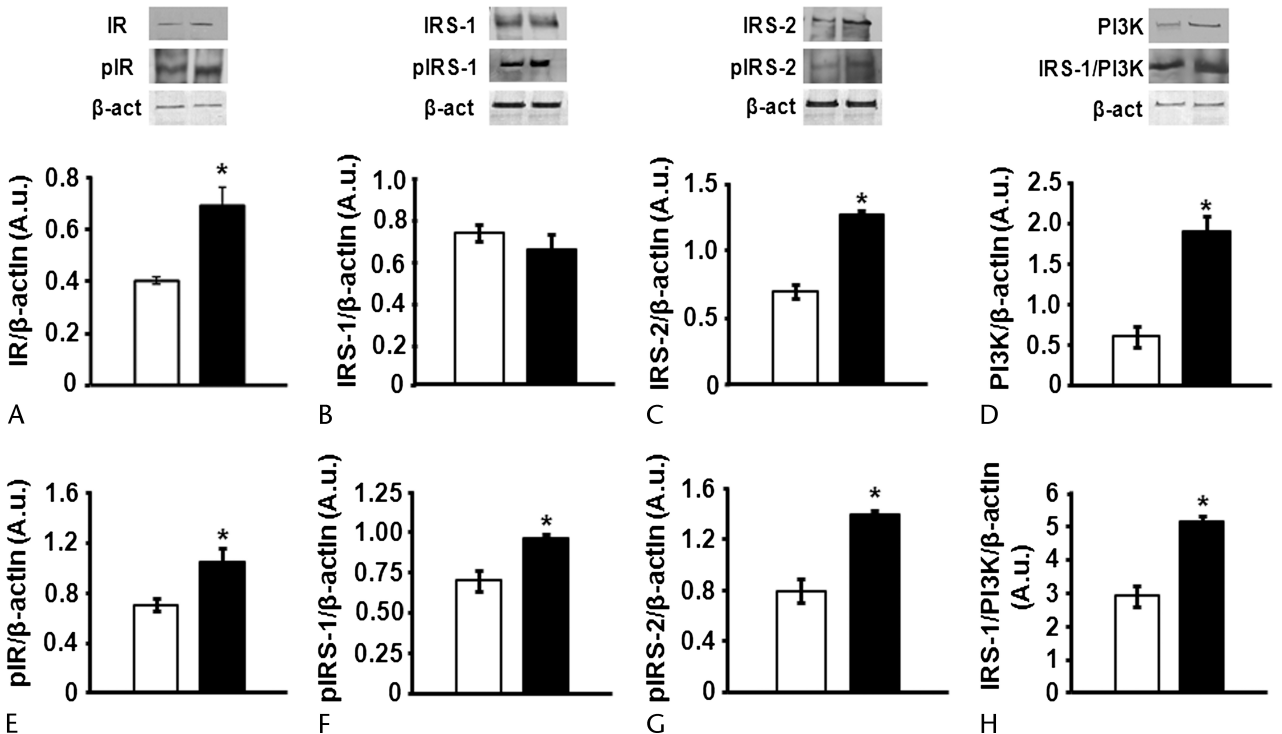 IR
pIR
β-act
IRS-1
pIRS-1
β-act
IRS-2
pIRS-2
β-act
PI3K
IRS-1/PI3K
β-act
IR/β-actIn (A.u.)
0.8
0.6
0.4
0.2
0
*
A
IRS-1/β-actIn (A.u.)
1.0
0.8
0.6
0.4
0.2
0
B
IRS-2/β-actIn (A.u.)
1.5
1.0
0.5
0
*
C
PI3K/β-actIn (A.u.)
2.5
2.0
1.5
1.0
0.5
0
*
D
pIR/β-actIn (A.u.)
1.6
1.2
0.8
0.4
0
*
E
pIRS-1/β-actIn (A.u.)
1.25
1.00
0.75
0.50
0.25
0
*
F
pIRS-2/β-actIn (A.u.)
1.6
1.2
0.8
0.4
0
*
G
IRS-1/PI3K/β-actIn
(A.u.)
6
5
4
3
2
1
0
*
H